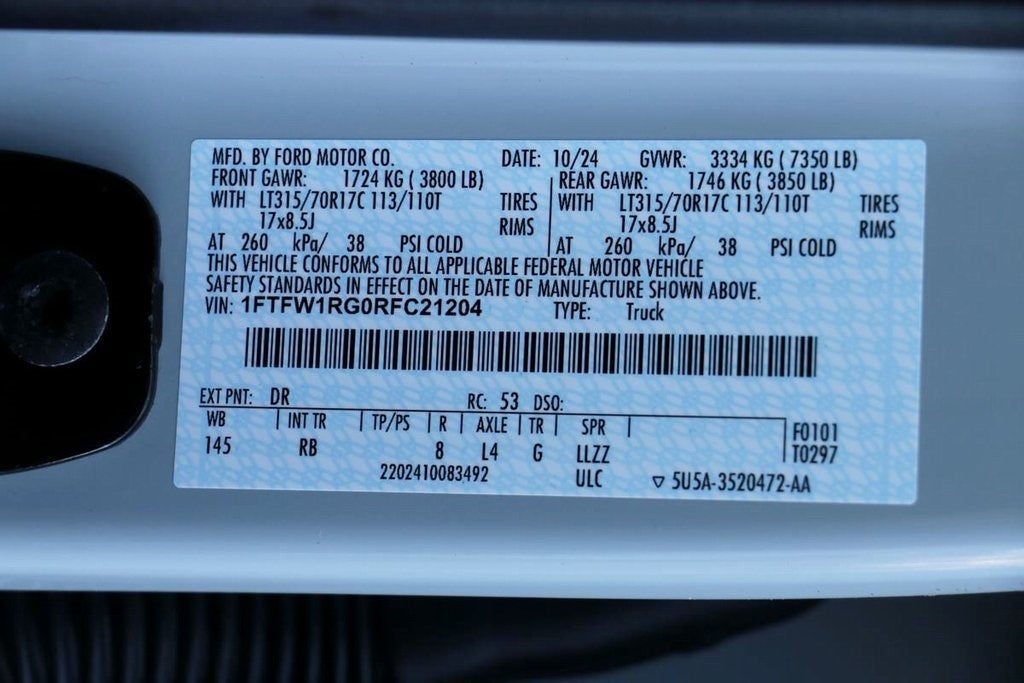 MFD. BY FORD MOTOR CO. DATE: 10/24 GVWR: 3334 KG ( 7350 LB)
FRONT GAWR: 1724 KG ( 3800 LB) REAR GAWR: 1746 KG ( 3850 LB)
WITH LT315/70R17C 113/110T TIRES WITH LT315/70R17C 113/110T TIRES
17x8.5J RIMS 17x8.5J RIMS
AT 260 kPa/ 38 PSI COLD AT 260 kPa/ 38 PSI COLD
THIS VEHICLE CONFORMS TO ALL APPLICABLE FEDERAL MOTOR VEHICLE
SAFETY STANDARDS IN EFFECT ON THE DATE OF MANUFACTURE SHOWN ABOVE.
VIN: 1FTFW1RG0RFC21204 TYPE: Truck
EXT PNT: DR RC: 53 DSO:
WB INT TR TP/PS R AXLE TR SPR F0101
145 RB 8 L4 G LLZZ T0297
2202410083492 ULC ▽ 5U5A-3520472-AA